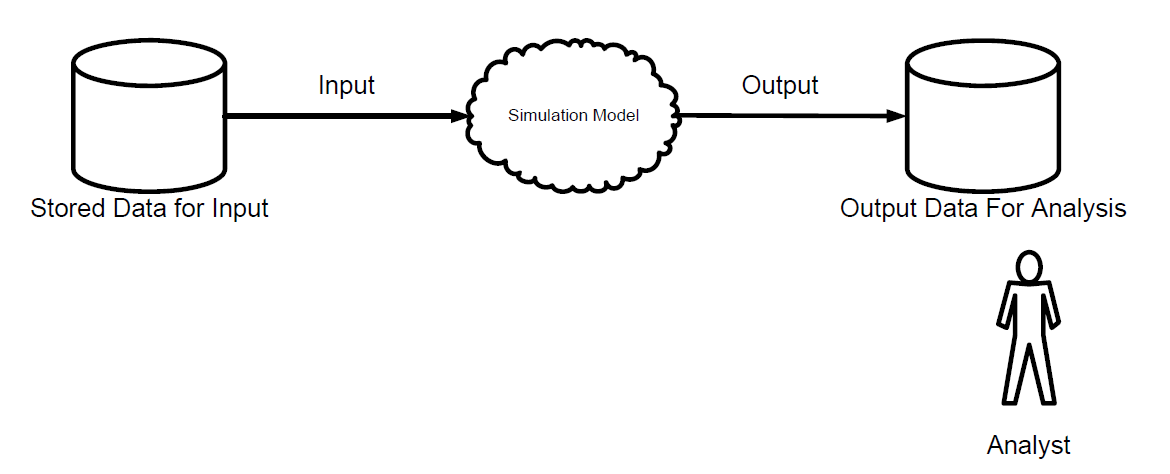 Input
Output
Simulation Model
Stored Data for Input
Output Data For Analysis
Analyst